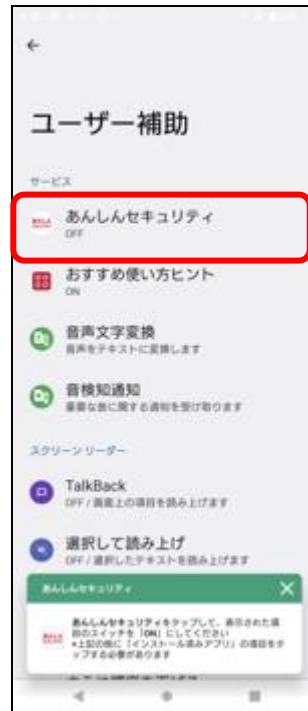 ユーザー補助
サービス
あんしんセキュリティ
OFF
おすすめ使い方ヒント
ON
音声文字変換
音声をテキストに変換します
音検知通知
重要な音に関する通知を受け取ります
スクリーン リーダー
TalkBack
OFF / 画面上の項目を読み上げます
選択して読み上げ
OFF / 選択したテキストを読み上げます
あんしんセキュリティ
あんしんセキュリティをタップして、表示された項
目のスイッチを「ON」にしてください
※上記の他に「インストール済みアプリ」の項目をタ
ップする必要があります